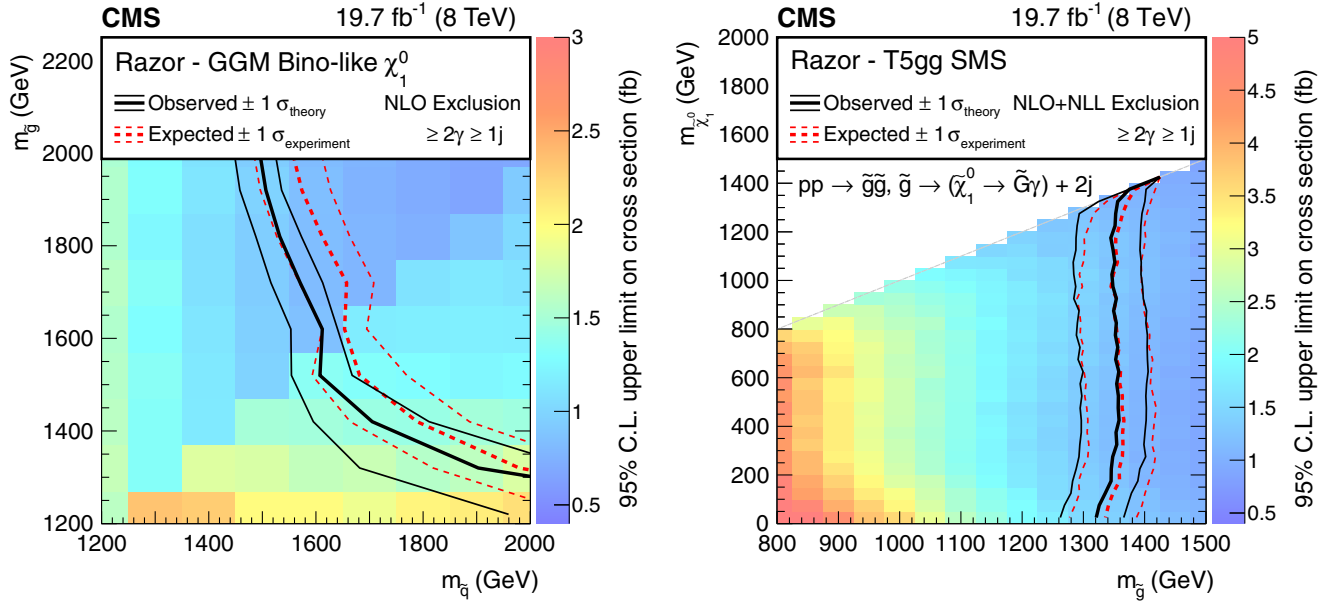 CMS 19.7 fb⁻¹ (8 TeV)
Razor - GGM Bino-like χ₁⁰
Observed ± 1 σ_theory NLO Exclusion
Expected ± 1 σ_experiment ≥ 2γ ≥ 1j
m_g̃ (GeV)
2200
2000
1800
1600
1400
1200
1200 1400 1600 1800 2000
m_q̃ (GeV)
3
2.5
2
1.5
1
0.5
95% C.L. upper limit on cross section (fb)
CMS 19.7 fb⁻¹ (8 TeV)
Razor - T5gg SMS
Observed ± 1 σ_theory NLO+NLL Exclusion
Expected ± 1 σ_experiment ≥ 2γ ≥ 1j
pp → g̃g̃, g̃ → (χ̃₁⁰ → G̃γ) + 2j
m_χ̃₁⁰ (GeV)
2000
1800
1600
1400
1200
1000
800
600
400
200
0
800 900 1000 1100 1200 1300 1400 1500
m_g̃ (GeV)
5
4.5
4
3.5
3
2.5
2
1.5
1
0.5
95% C.L. upper limit on cross section (fb)